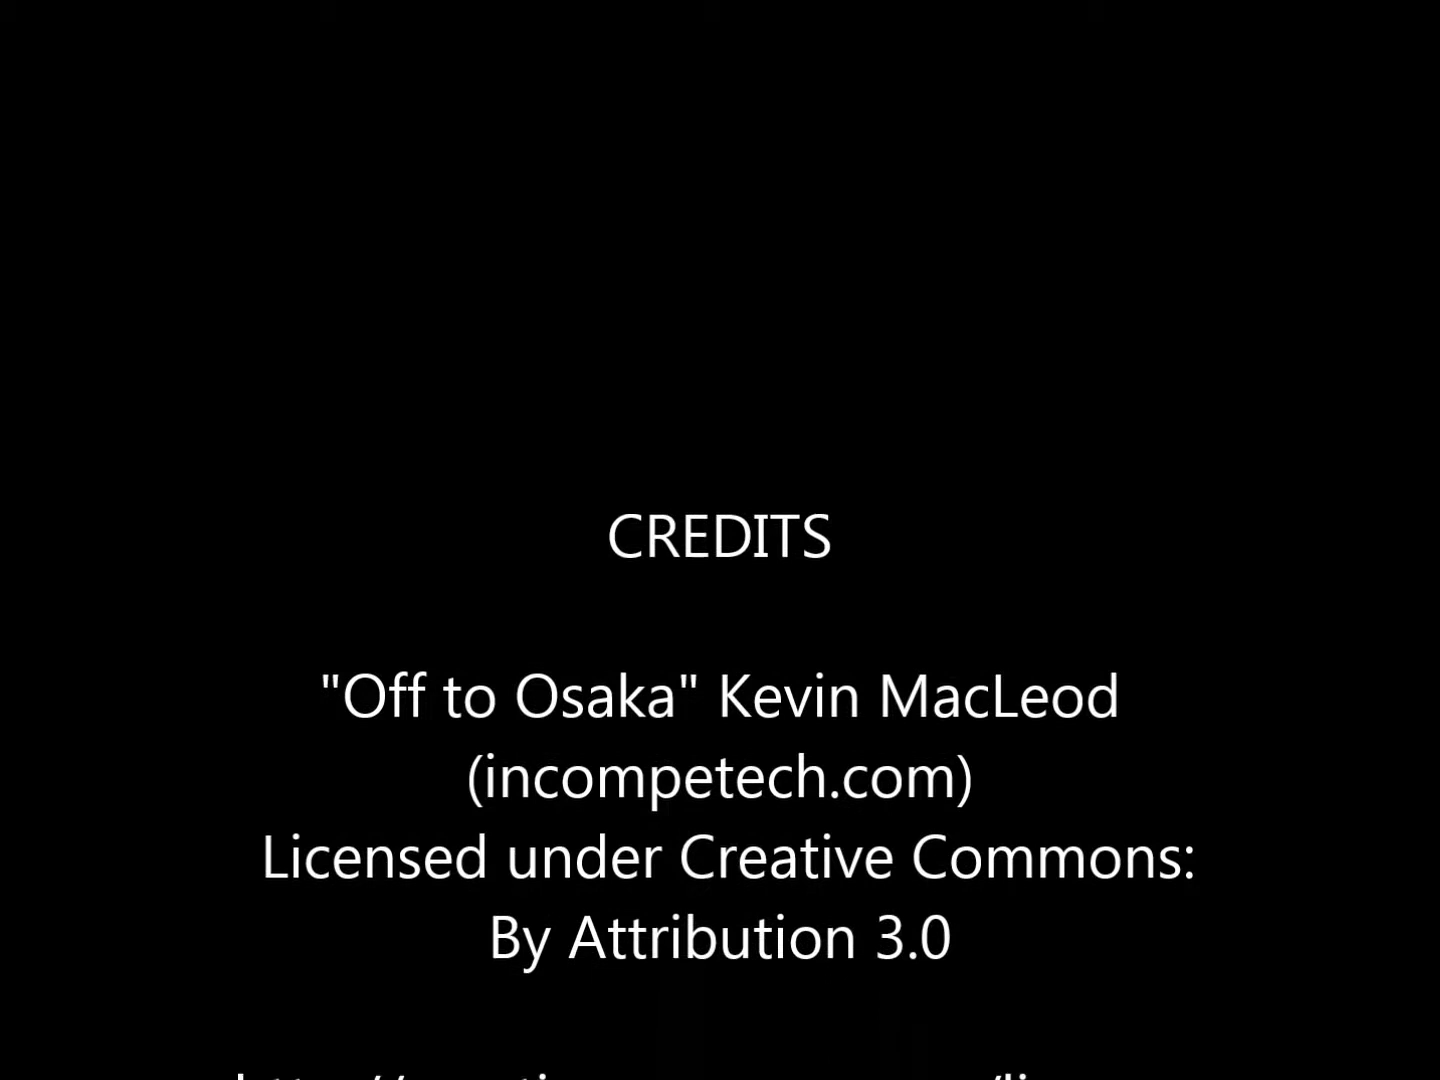 CREDITS
"Off to Osaka" Kevin MacLeod
(incompetech.com)
Licensed under Creative Commons:
By Attribution 3.0